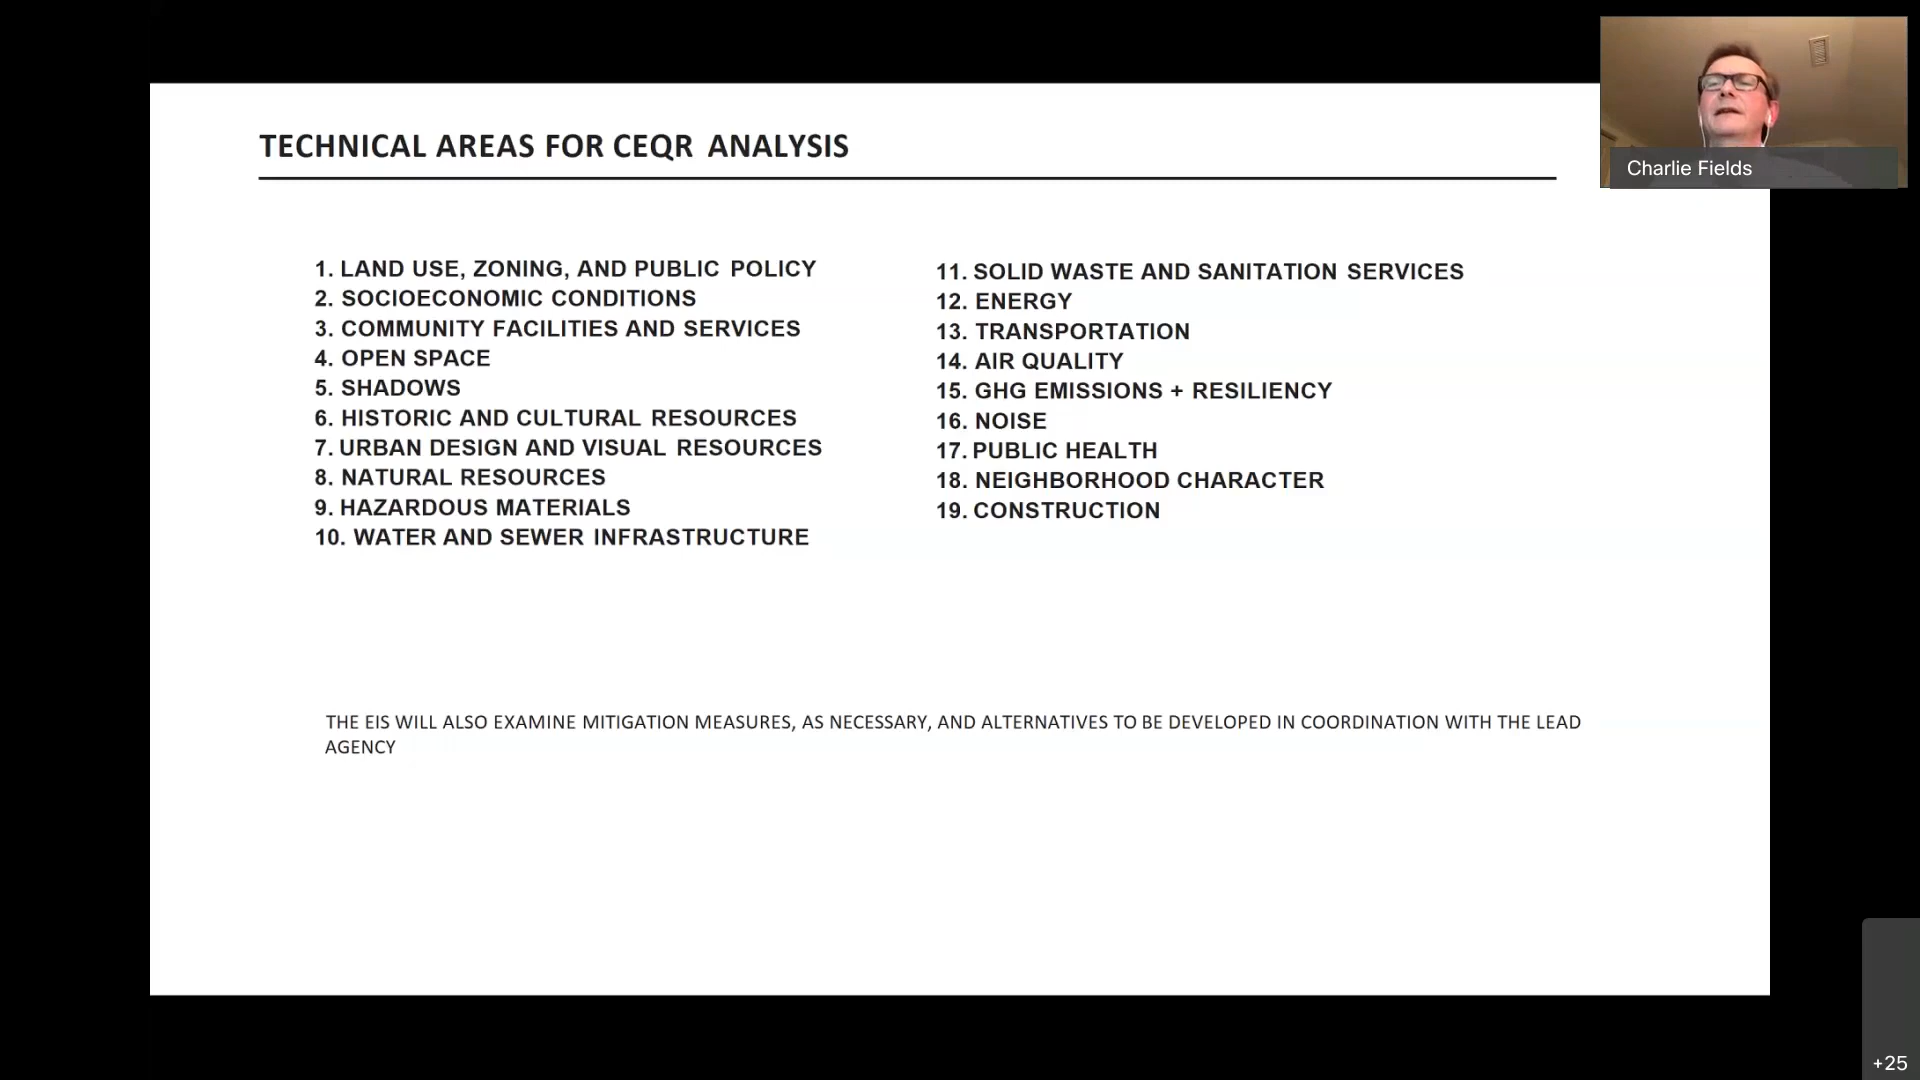 TECHNICAL AREAS FOR CEQR ANALYSIS
Charlie Fields
1. LAND USE, ZONING, AND PUBLIC POLICY
2. SOCIOECONOMIC CONDITIONS
3. COMMUNITY FACILITIES AND SERVICES
4. OPEN SPACE
5. SHADOWS
6. HISTORIC AND CULTURAL RESOURCES
7. URBAN DESIGN AND VISUAL RESOURCES
8. NATURAL RESOURCES
9. HAZARDOUS MATERIALS
10. WATER AND SEWER INFRASTRUCTURE
11. SOLID WASTE AND SANITATION SERVICES
12. ENERGY
13. TRANSPORTATION
14. AIR QUALITY
15. GHG EMISSIONS + RESILIENCY
16. NOISE
17. PUBLIC HEALTH
18. NEIGHBORHOOD CHARACTER
19. CONSTRUCTION
THE EIS WILL ALSO EXAMINE MITIGATION MEASURES, AS NECESSARY, AND ALTERNATIVES TO BE DEVELOPED IN COORDINATION WITH THE LEAD
AGENCY
+25